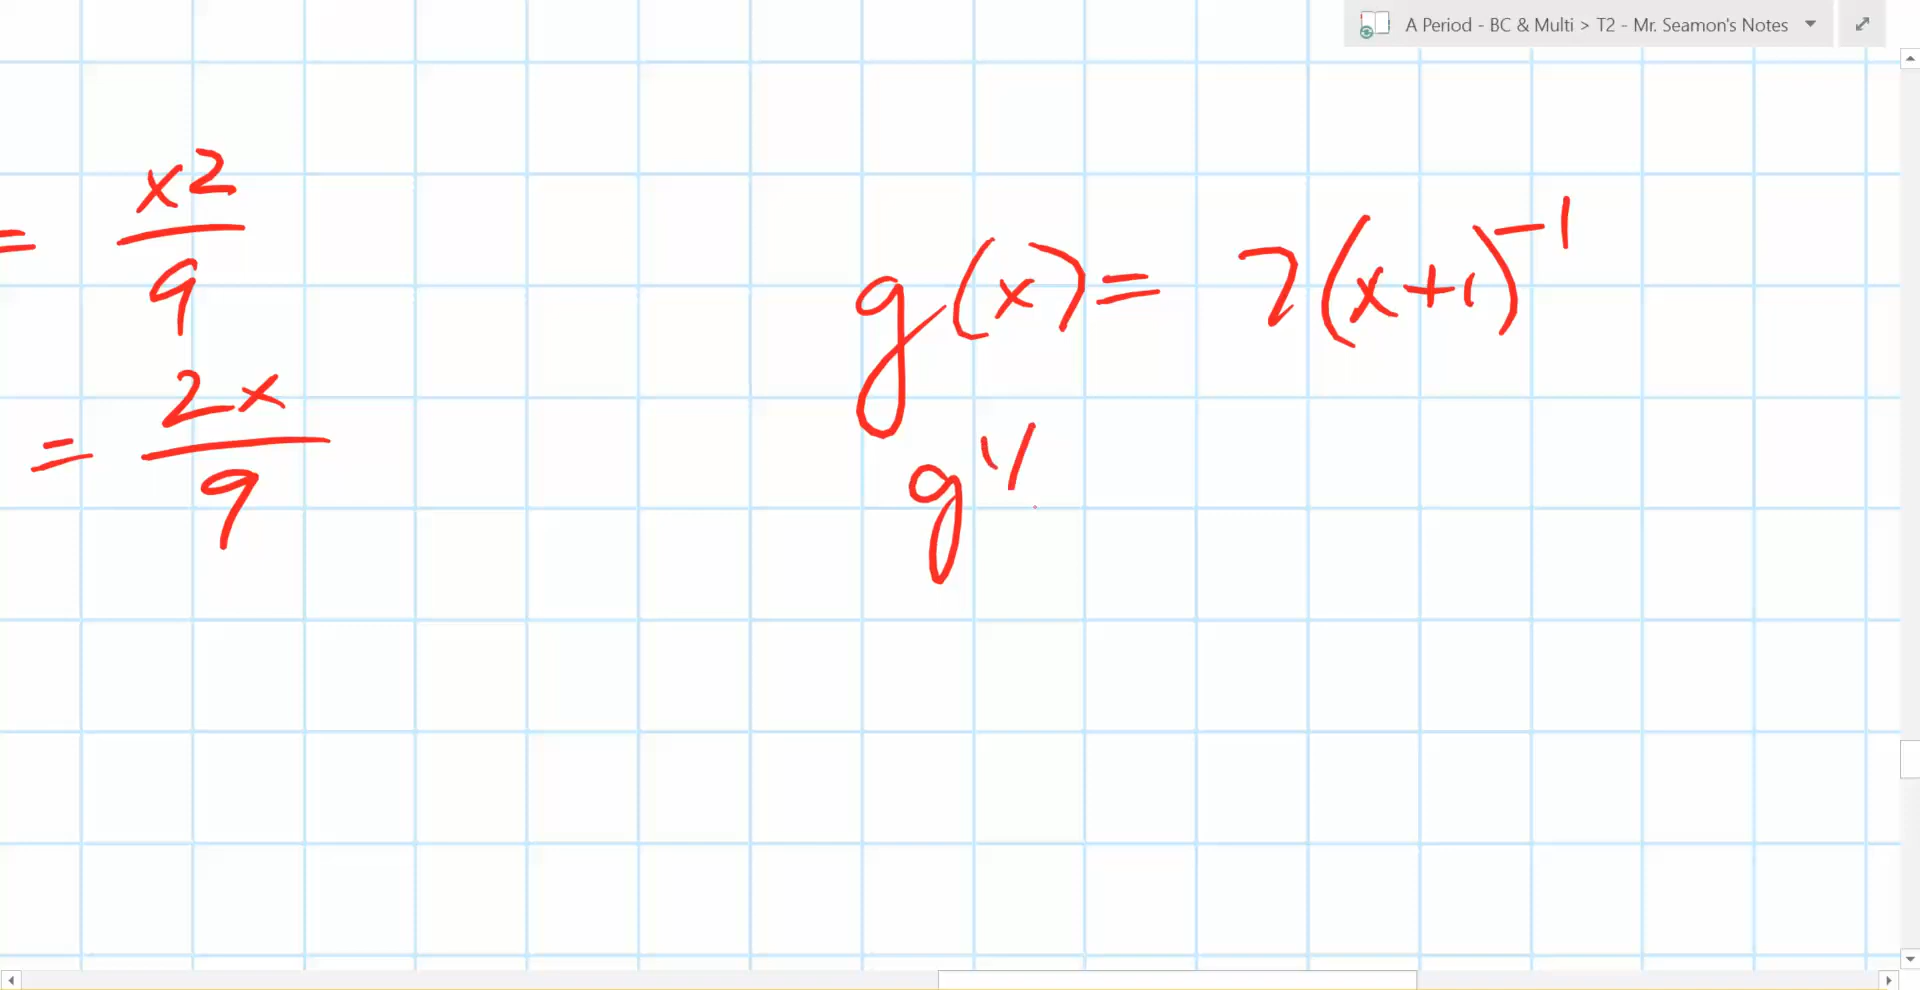 A Period - BC & Multi > T2 - Mr. Seamon's Notes
= x²/9
= 2x/9
g(x) = 7(x+1)⁻¹
g'